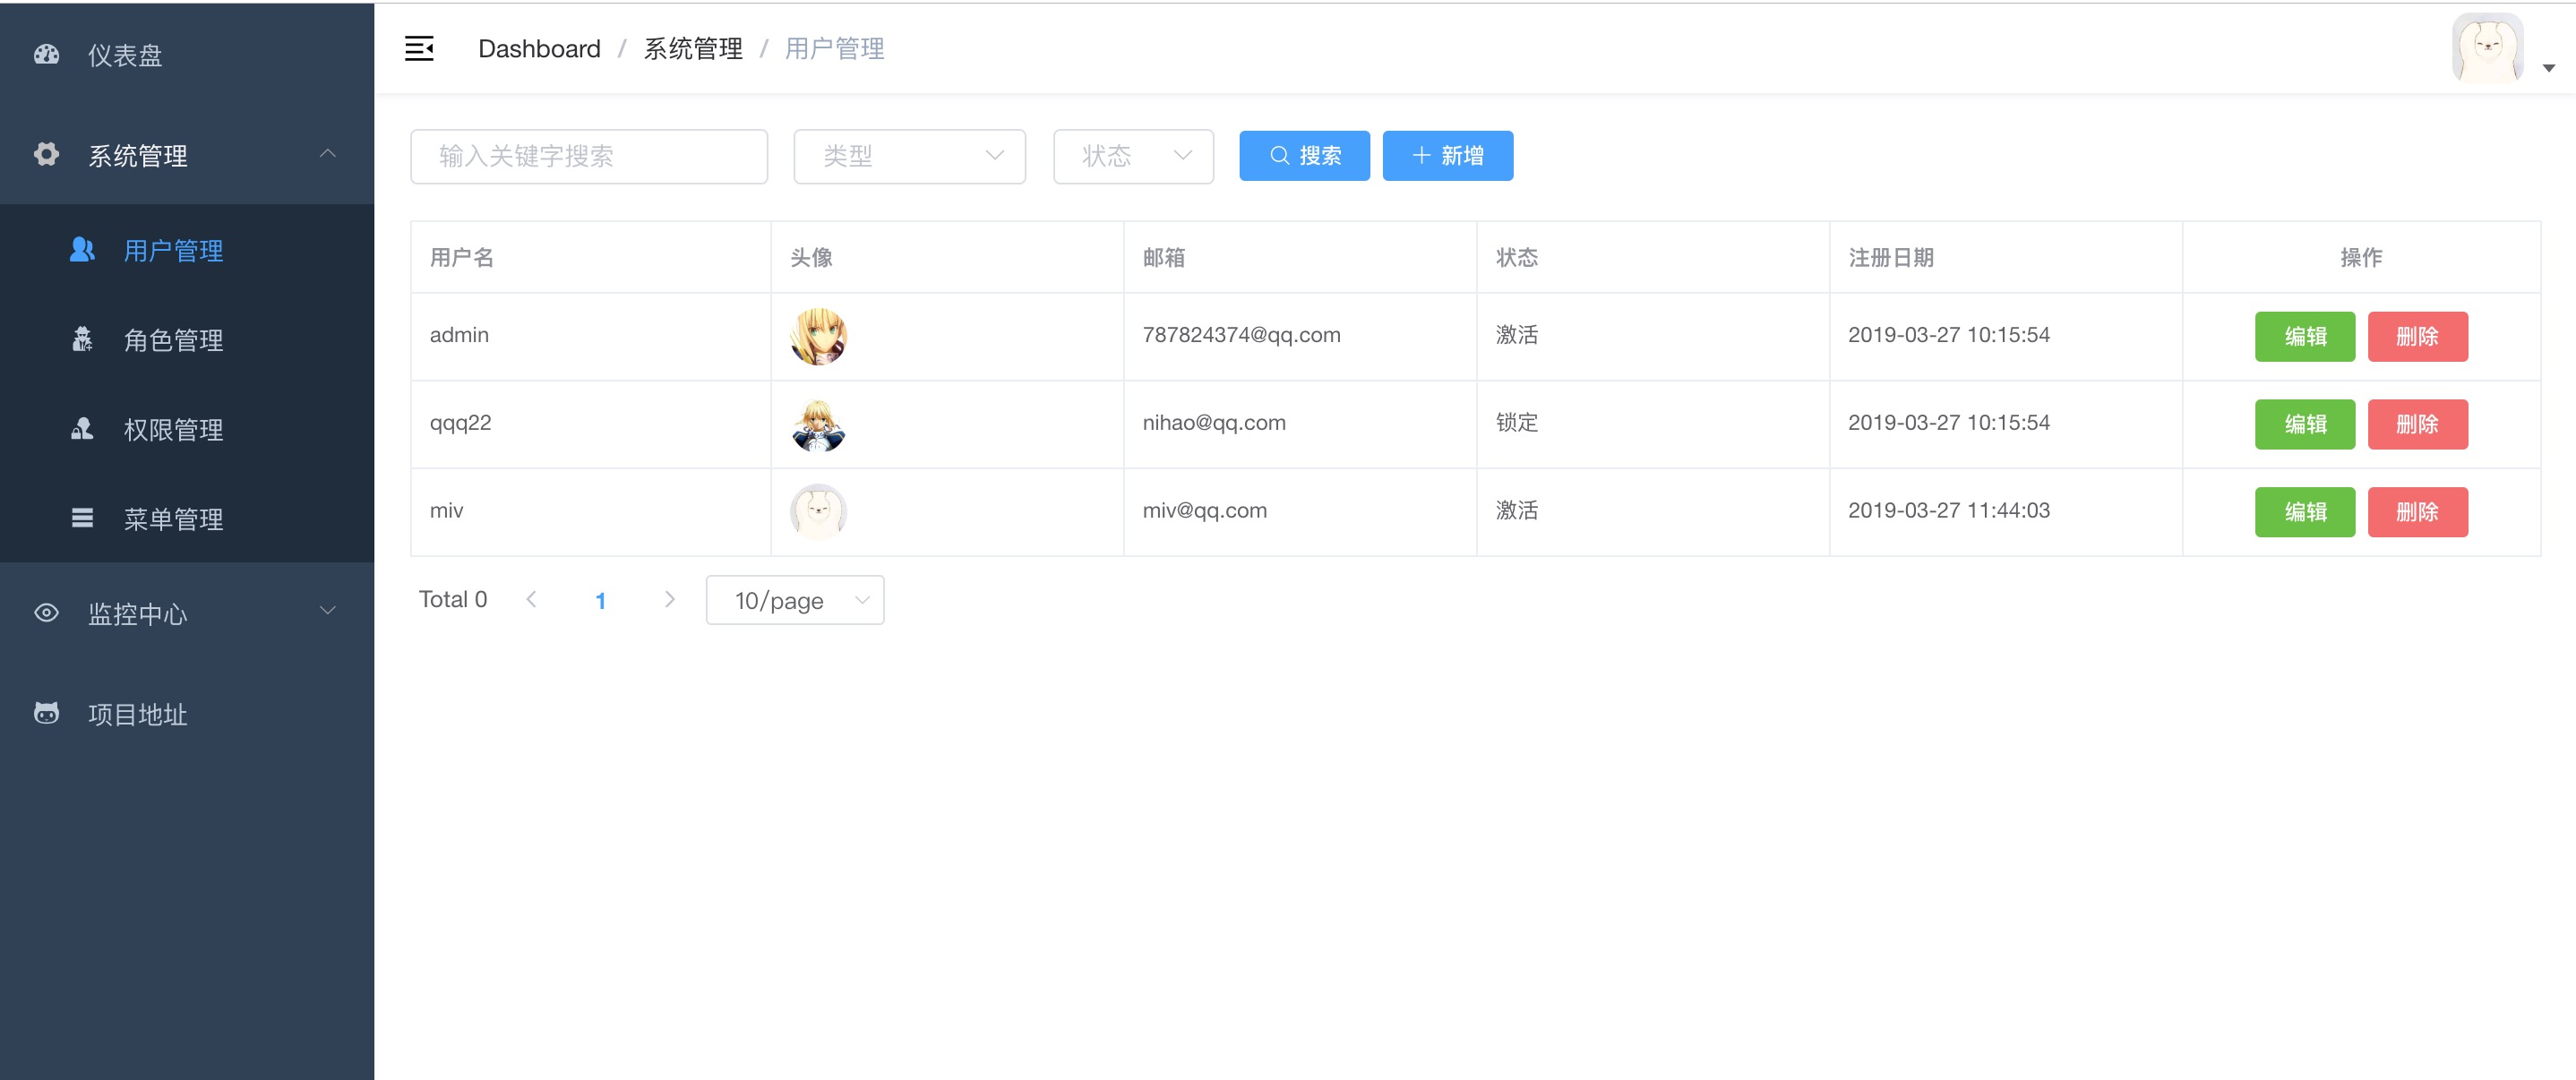 仪表盘
系统管理
用户管理
角色管理
权限管理
菜单管理
监控中心
项目地址
Dashboard / 系统管理 / 用户管理
输入关键字搜索 类型 状态 搜索 新增
用户名 头像 邮箱 状态 注册日期 操作
admin 787824374@qq.com 激活 2019-03-27 10:15:54 编辑 删除
qqq22 nihao@qq.com 锁定 2019-03-27 10:15:54 编辑 删除
miv miv@qq.com 激活 2019-03-27 11:44:03 编辑 删除
Total 0 1 10/page